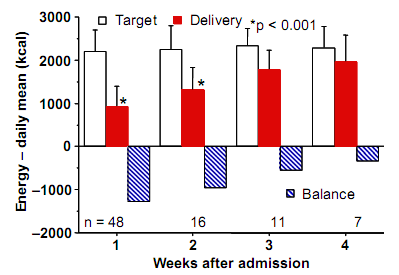 Target
Delivery
*p < 0.001
3000
2000
1000
0
−1000
−2000
Energy – daily mean (kcal)
*
*
Balance
n = 48 16 11 7
1 2 3 4
Weeks after admission